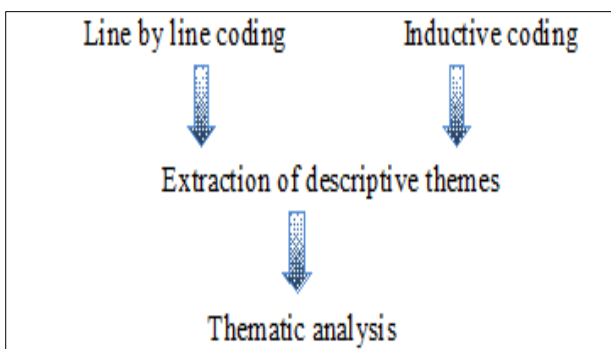 Line by line coding
Inductive coding
Extraction of descriptive themes
Thematic analysis